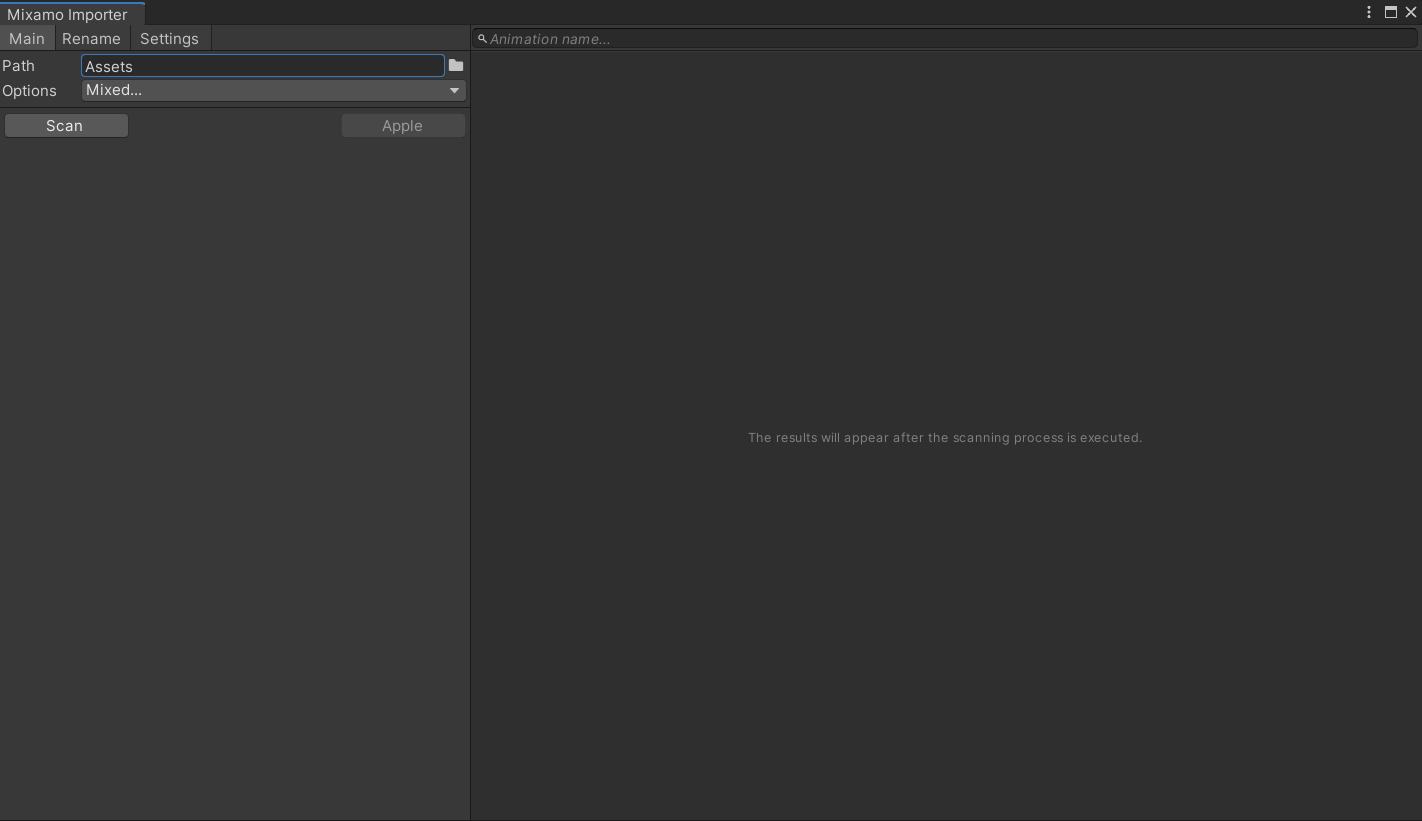 Mixamo Importer
Main Rename Settings
Animation name...
Path Assets
Options Mixed...
Scan Apple
The results will appear after the scanning process is executed.